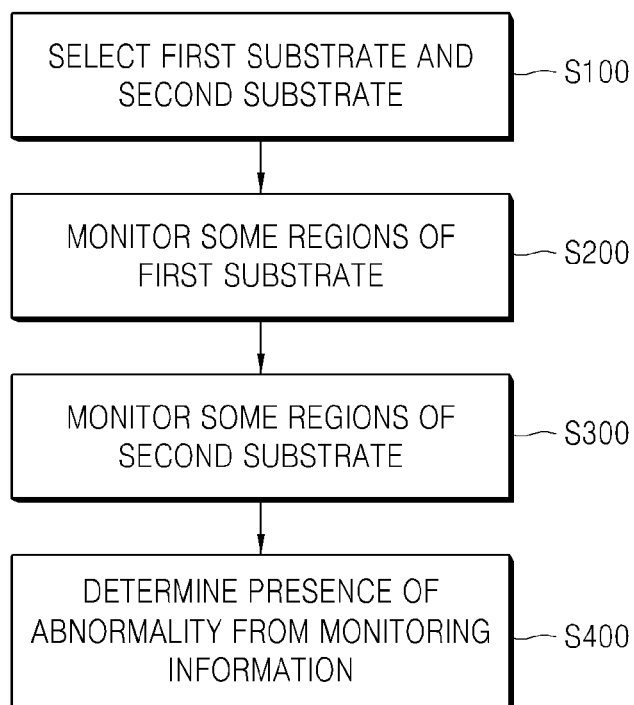 SELECT FIRST SUBSTRATE AND
SECOND SUBSTRATE
S100
MONITOR SOME REGIONS OF
FIRST SUBSTRATE
S200
MONITOR SOME REGIONS OF
SECOND SUBSTRATE
S300
DETERMINE PRESENCE OF
ABNORMALITY FROM MONITORING
INFORMATION
S400